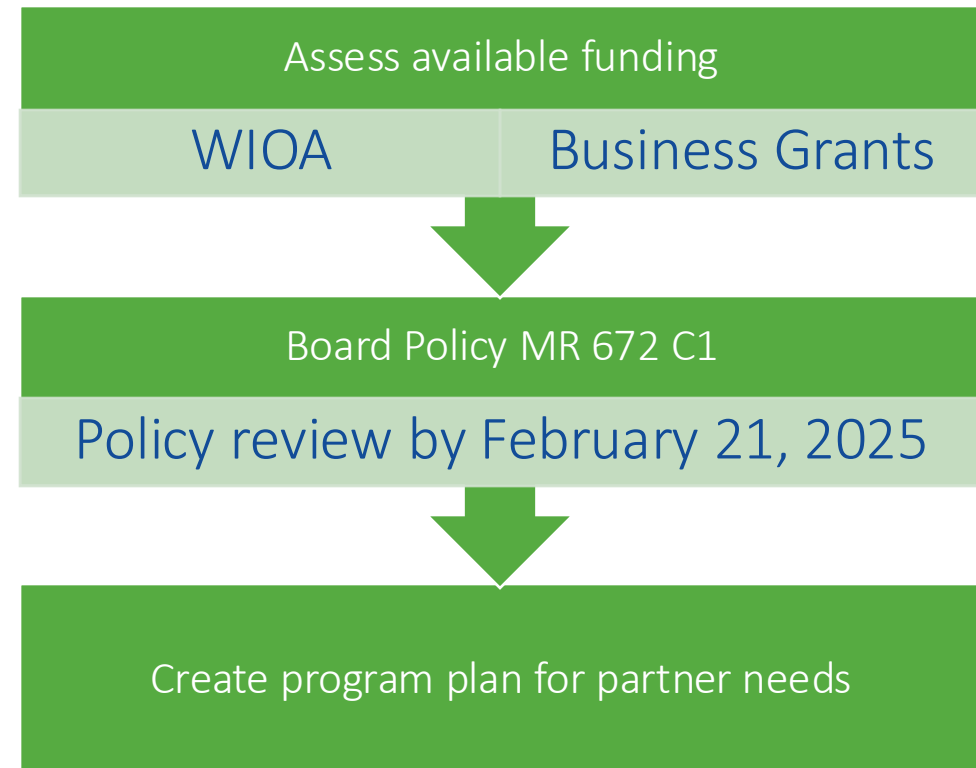 Assess available funding
WIOA
Business Grants
Board Policy MR 672 C1
Policy review by February 21, 2025
Create program plan for partner needs